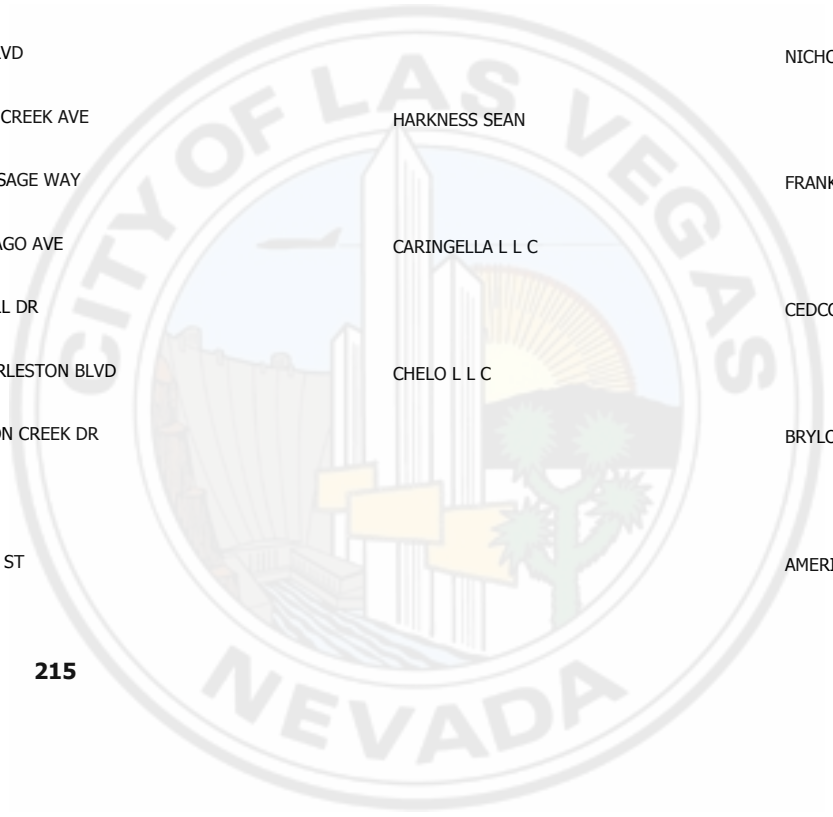 VD
NICHO
CREEK AVE
HARKNESS SEAN
SAGE WAY
FRANK
AGO AVE
CARINGELLA L L C
L DR
CEDCO
RLESTON BLVD
CHELO L L C
ON CREEK DR
BRYLO
ST
AMERI
215
CITY OF LAS VEGAS
NEVADA